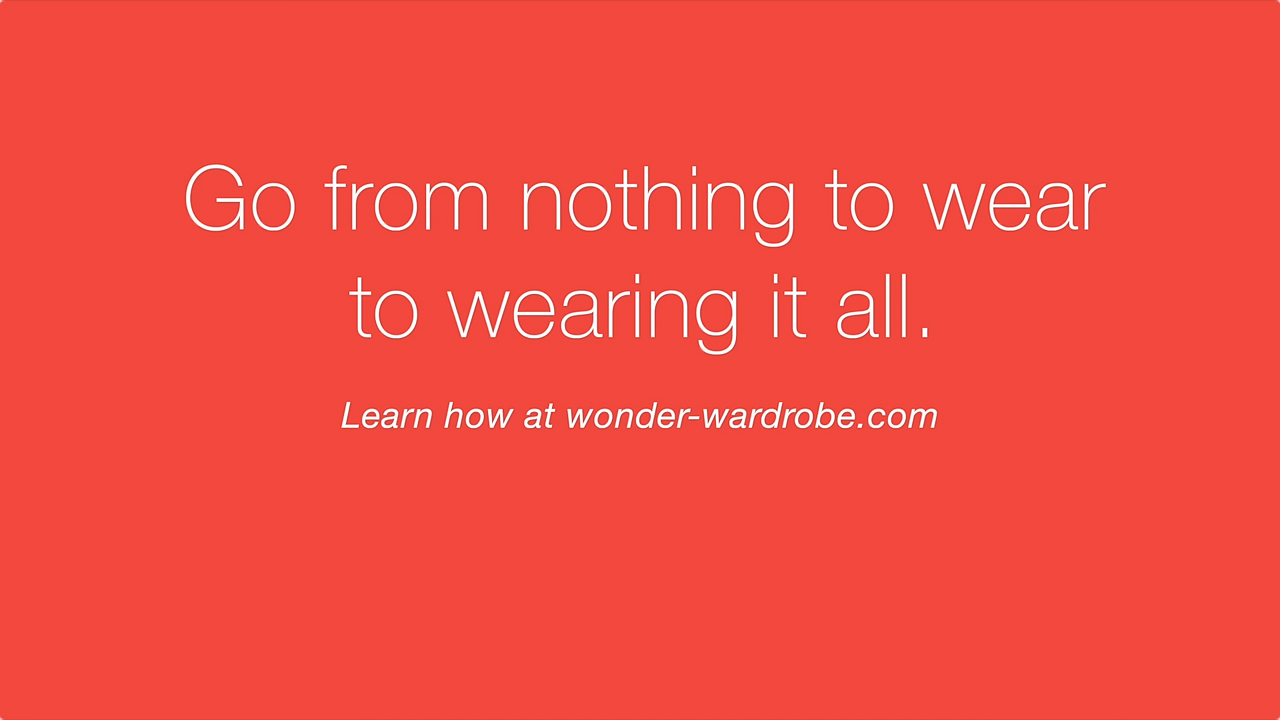 Go from nothing to wear
to wearing it all.
Learn how at wonder-wardrobe.com